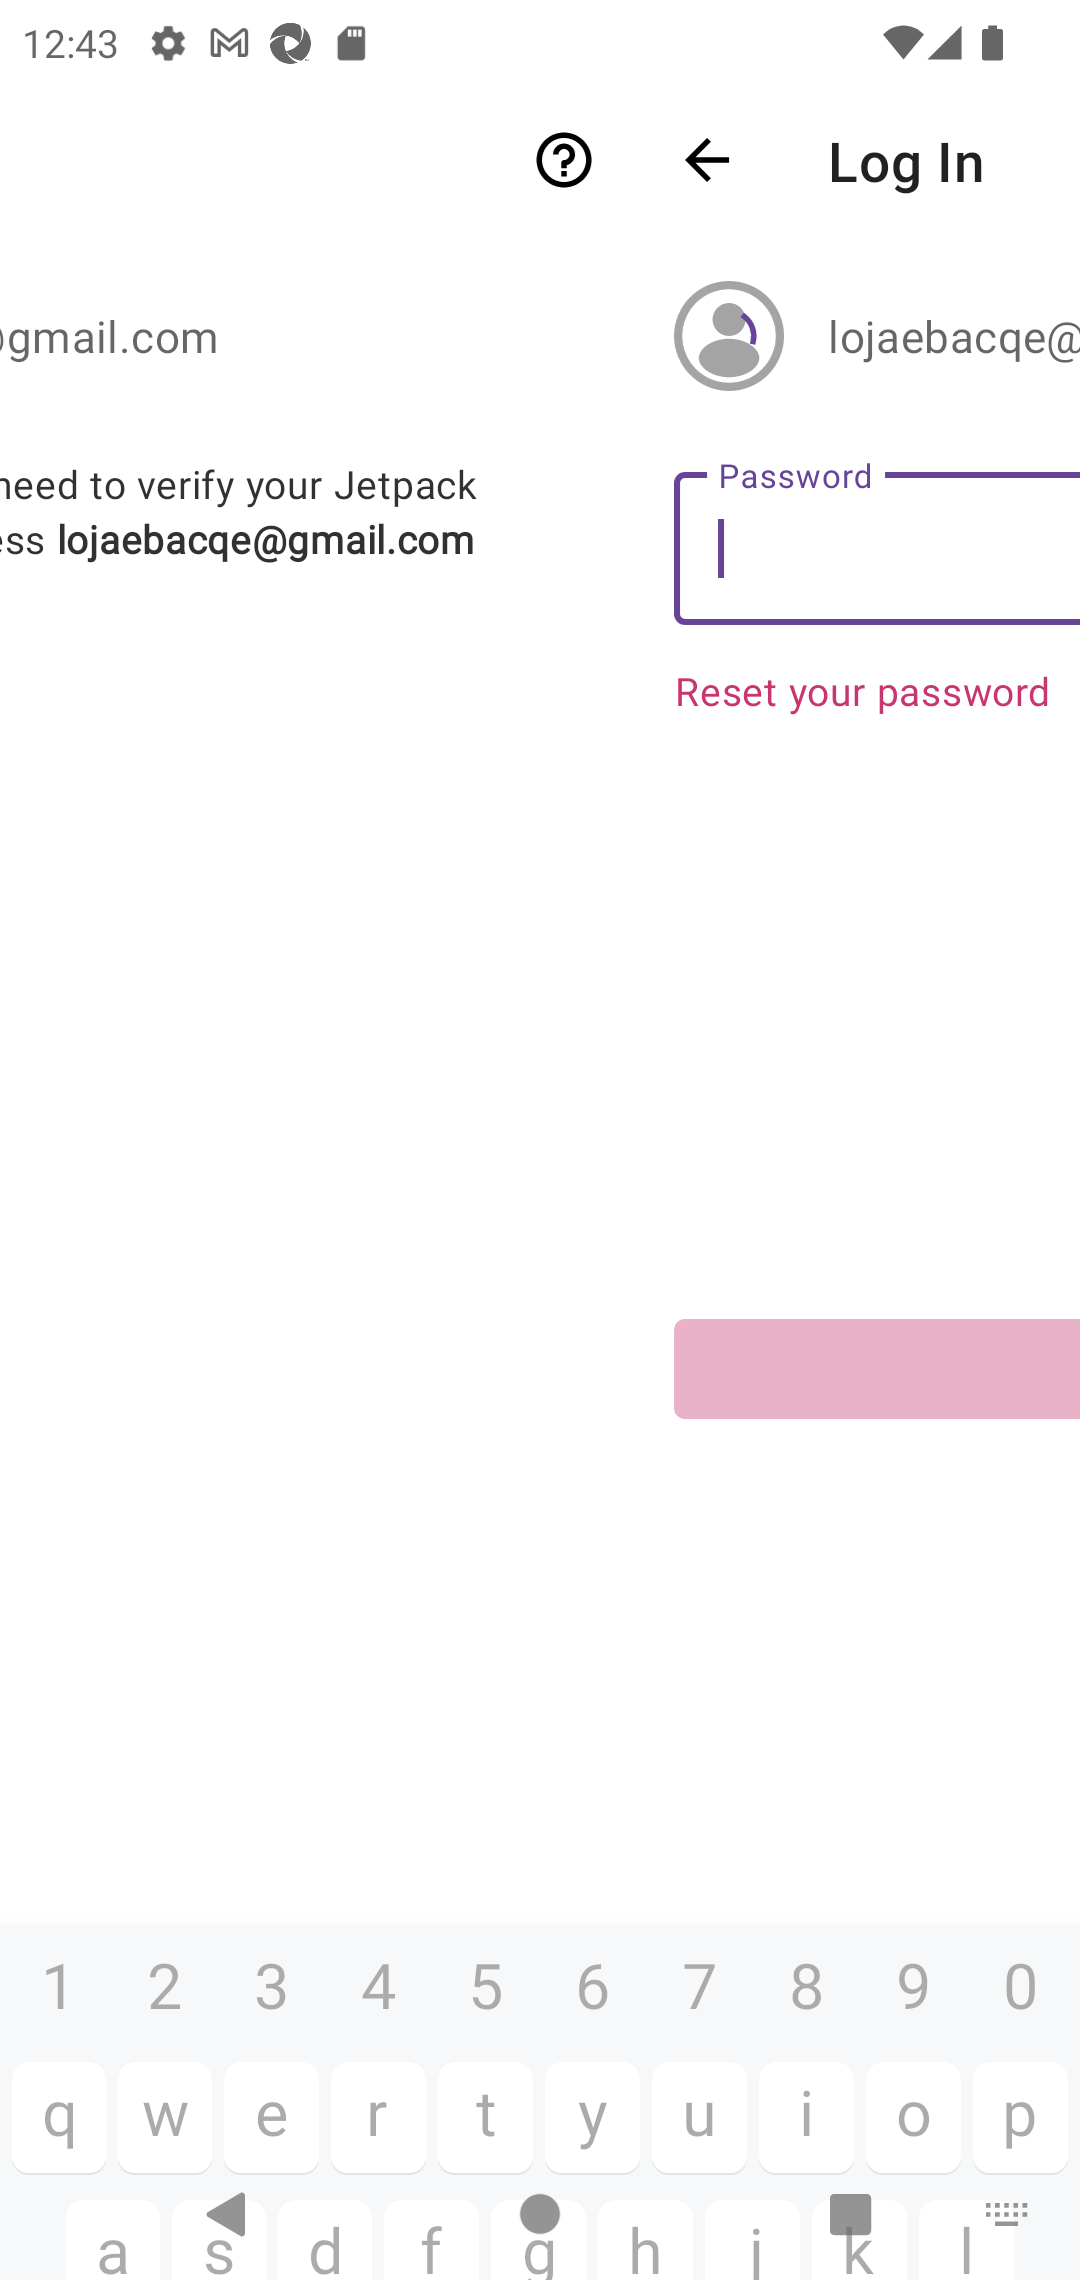 12:43
Log In
@gmail.com
lojaebacqe@
need to verify your Jetpack
ess lojaebacqe@gmail.com
Password
Reset your password
1 2 3 4 5 6 7 8 9 0
q w e r t y u i o p
a s d f g h j k l